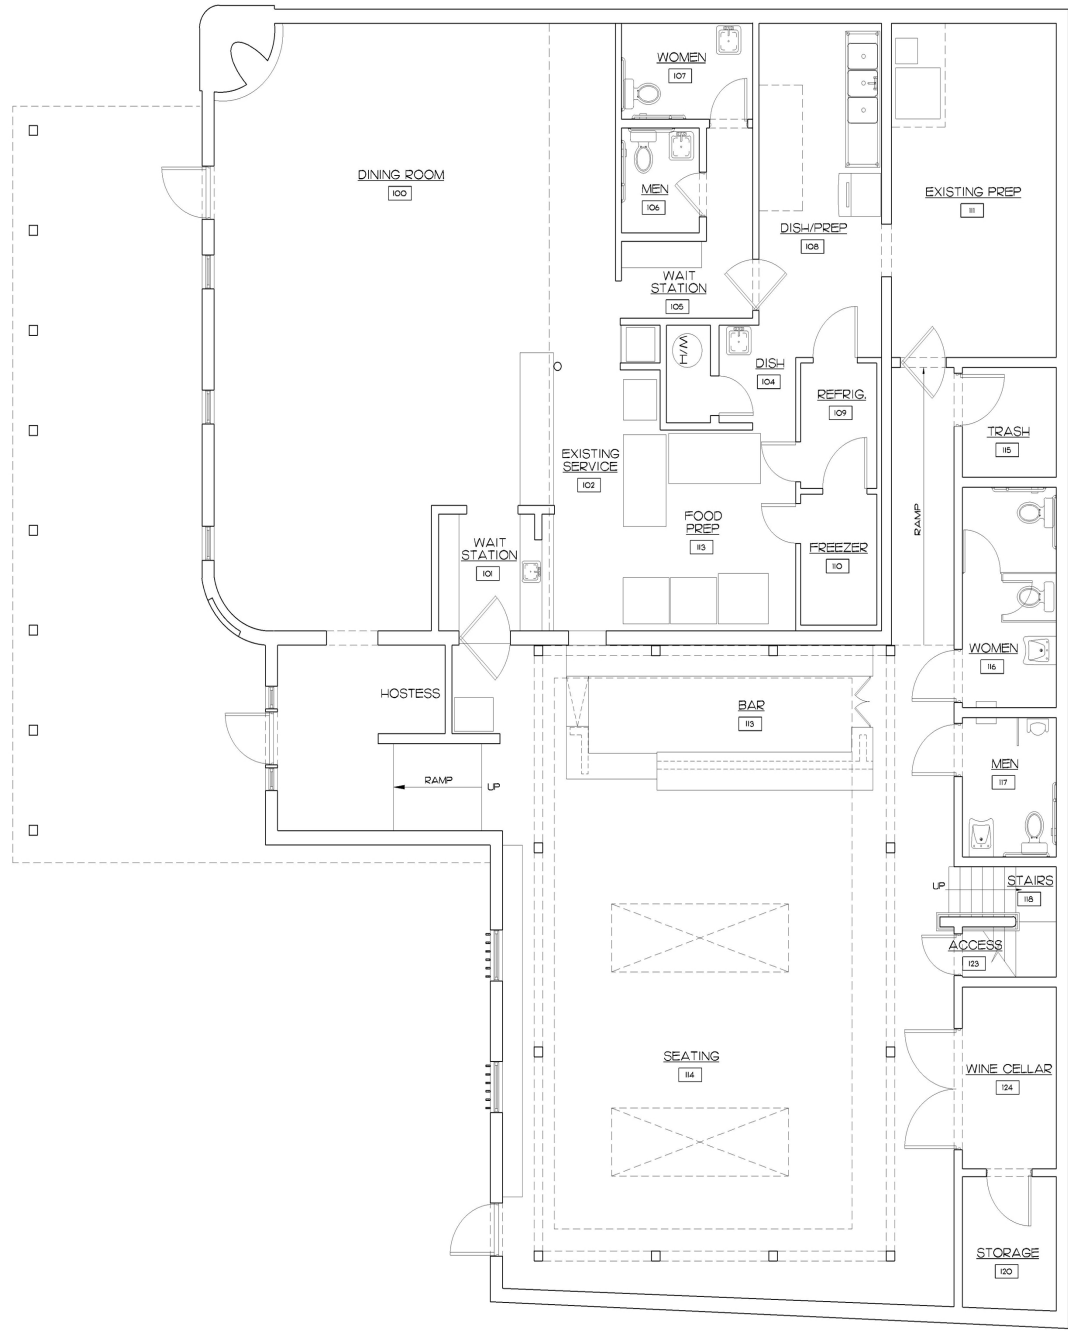 WOMEN
107
DINING ROOM
100
MEN
106
EXISTING PREP
111
DISH/PREP
108
WAIT
STATION
105
H/W
DISH
104
REFRIG.
109
TRASH
115
EXISTING
SERVICE
102
FOOD
PREP
113
RAMP
WAIT
STATION
101
FREEZER
110
WOMEN
116
HOSTESS
BAR
113
RAMP
UP
MEN
117
UP
STAIRS
118
ACCESS
123
SEATING
114
WINE CELLAR
124
STORAGE
120